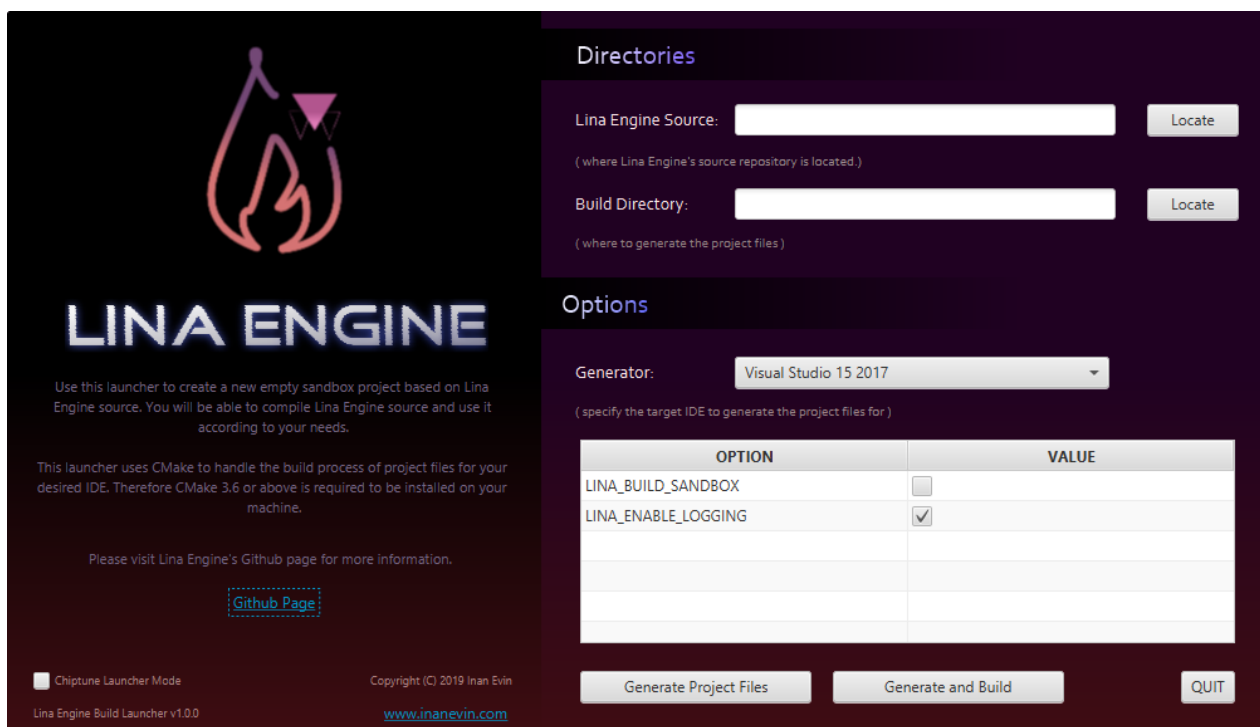 LINA ENGINE
Use this launcher to create a new empty sandbox project based on Lina
Engine source. You will be able to compile Lina Engine source and use it
according to your needs.
This launcher uses CMake to handle the build process of project files for your
desired IDE. Therefore CMake 3.6 or above is required to be installed on your
machine.
Please visit Lina Engine's Github page for more information.
Github Page
Chiptune Launcher Mode
Copyright (C) 2019 Inan Evin
Lina Engine Build Launcher v1.0.0
www.inanevin.com
Directories
Lina Engine Source:
Locate
( where Lina Engine's source repository is located.)
Build Directory:
Locate
( where to generate the project files )
Options
Generator:
Visual Studio 15 2017
( specify the target IDE to generate the project files for )
OPTION VALUE
LINA_BUILD_SANDBOX
LINA_ENABLE_LOGGING
Generate Project Files
Generate and Build
QUIT